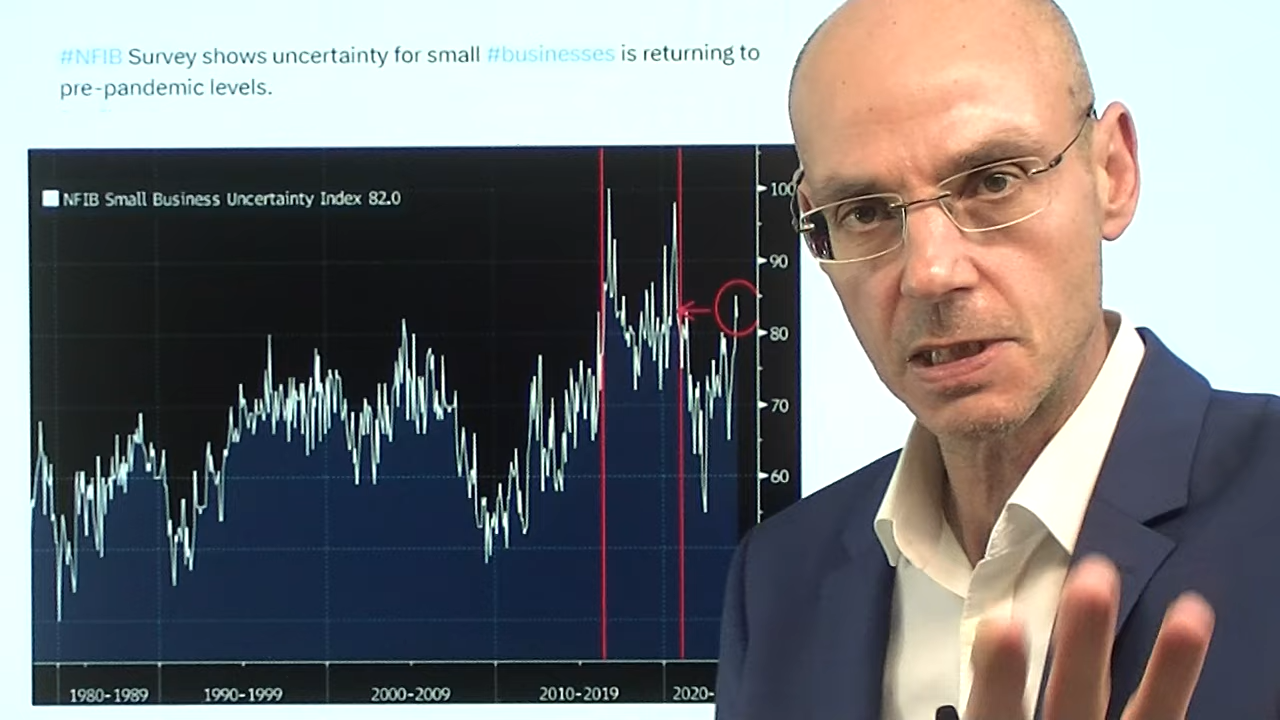 #NFIB Survey shows uncertainty for small #businesses is returning to
pre-pandemic levels.
NFIB Small Business Uncertainty Index 82.0
100
90
80
70
60
1980-1989 1990-1999 2000-2009 2010-2019 2020-